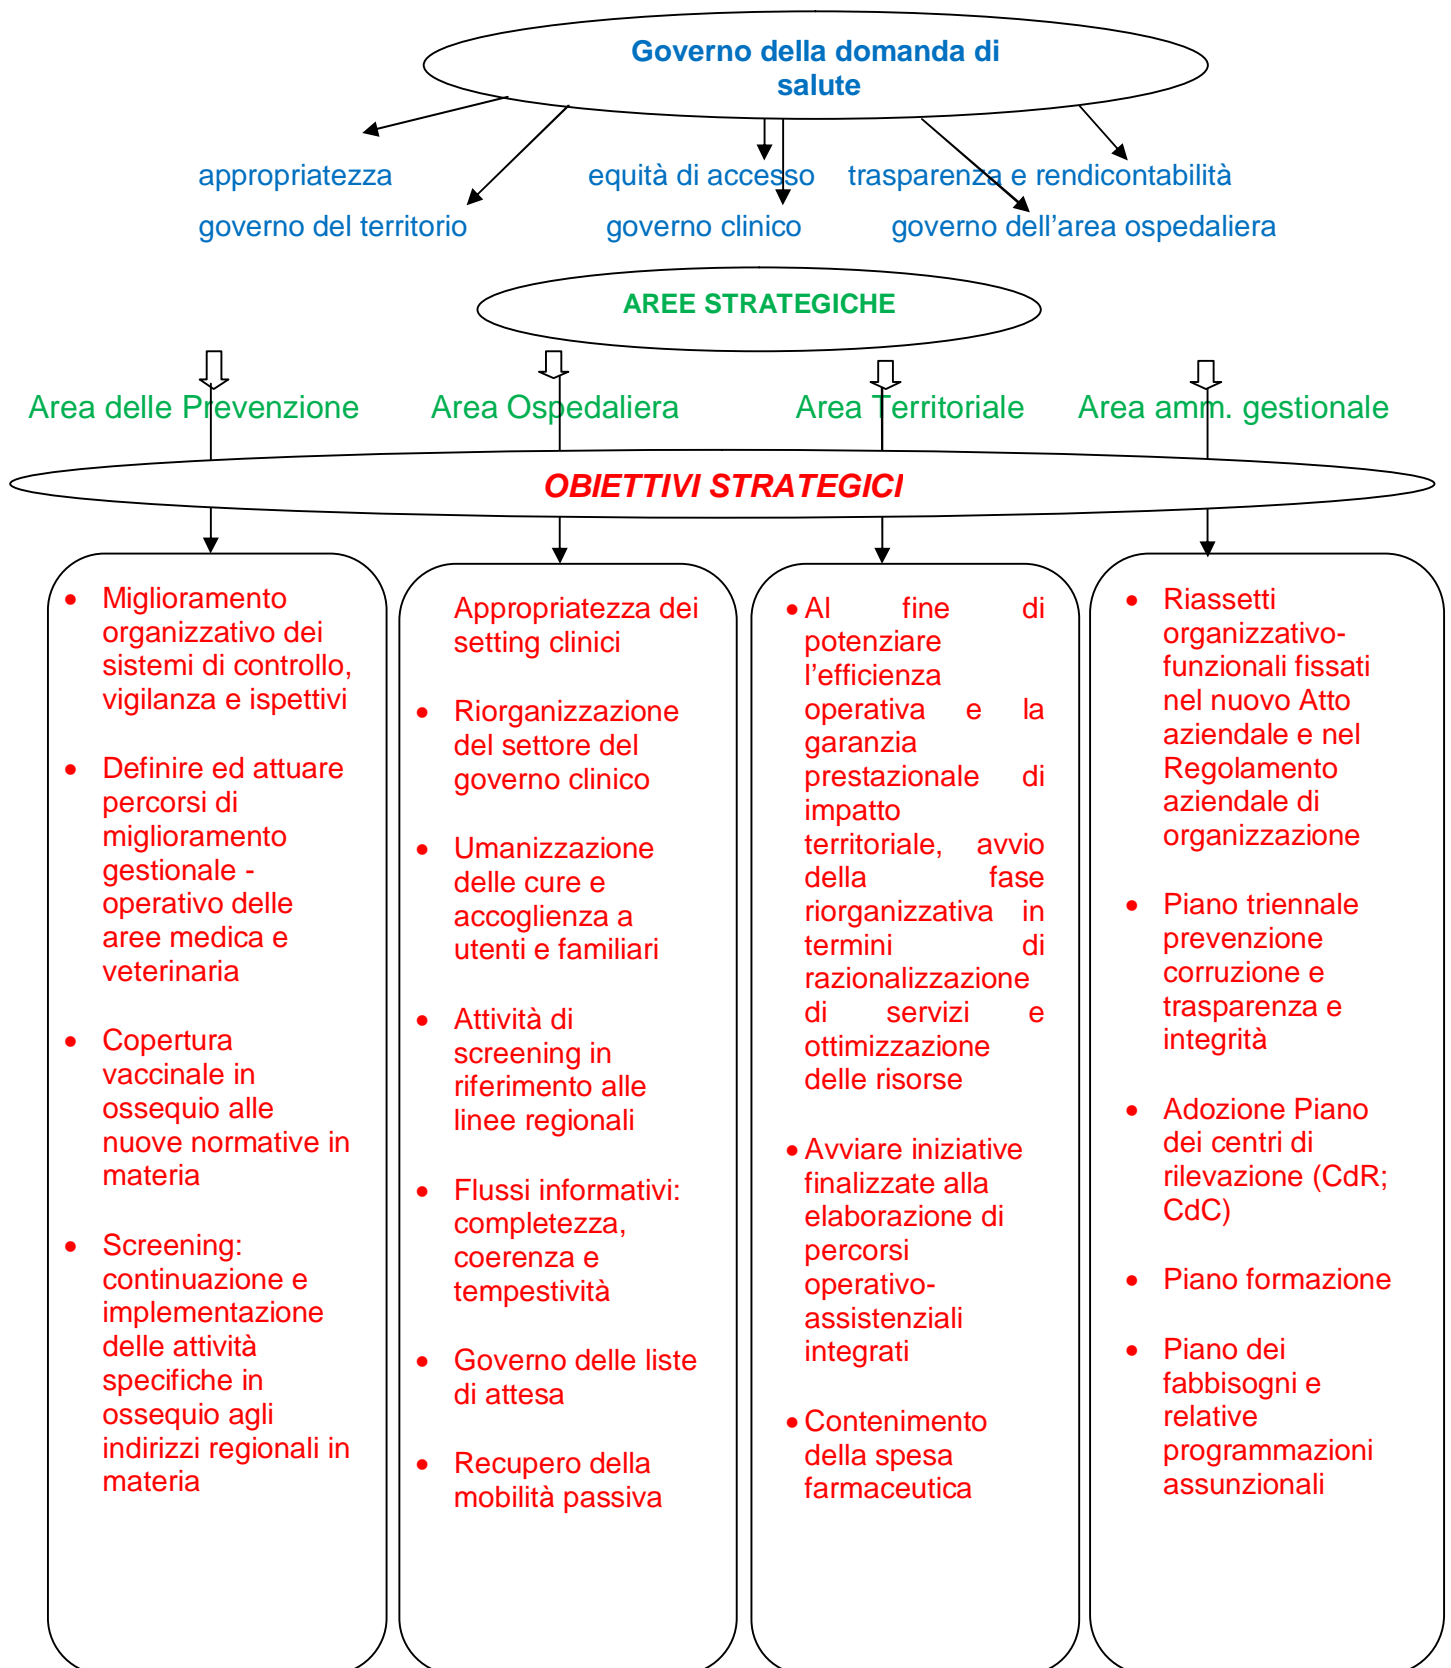 Governo della domanda di
salute
appropriatezza
equità di accesso
trasparenza e rendicontabilità
governo del territorio
governo clinico
governo dell’area ospedaliera
AREE STRATEGICHE
Area delle Prevenzione
Area Ospedaliera
Area Territoriale
Area amm. gestionale
OBIETTIVI STRATEGICI
• Miglioramento
organizzativo dei
sistemi di controllo,
vigilanza e ispettivi
• Definire ed attuare
percorsi di
miglioramento
gestionale -
operativo delle
aree medica e
veterinaria
• Copertura
vaccinale in
ossequio alle
nuove normative in
materia
• Screening:
continuazione e
implementazione
delle attività
specifiche in
ossequio agli
indirizzi regionali in
materia
Appropriatezza dei
setting clinici
• Riorganizzazione
del settore del
governo clinico
• Umanizzazione
delle cure e
accoglienza a
utenti e familiari
• Attività di
screening in
riferimento alle
linee regionali
• Flussi informativi:
completezza,
coerenza e
tempestività
• Governo delle liste
di attesa
• Recupero della
mobilità passiva
• Al fine di
potenziare
l’efficienza
operativa e la
garanzia
prestazionale di
impatto
territoriale, avvio
della fase
riorganizzativa in
termini di
razionalizzazione
di servizi e
ottimizzazione
delle risorse
• Avviare iniziative
finalizzate alla
elaborazione di
percorsi
operativo-
assistenziali
integrati
• Contenimento
della spesa
farmaceutica
• Riassetti
organizzativo-
funzionali fissati
nel nuovo Atto
aziendale e nel
Regolamento
aziendale di
organizzazione
• Piano triennale
prevenzione
corruzione e
trasparenza e
integrità
• Adozione Piano
dei centri di
rilevazione (CdR;
CdC)
• Piano formazione
• Piano dei
fabbisogni e
relative
programmazioni
assunzionali